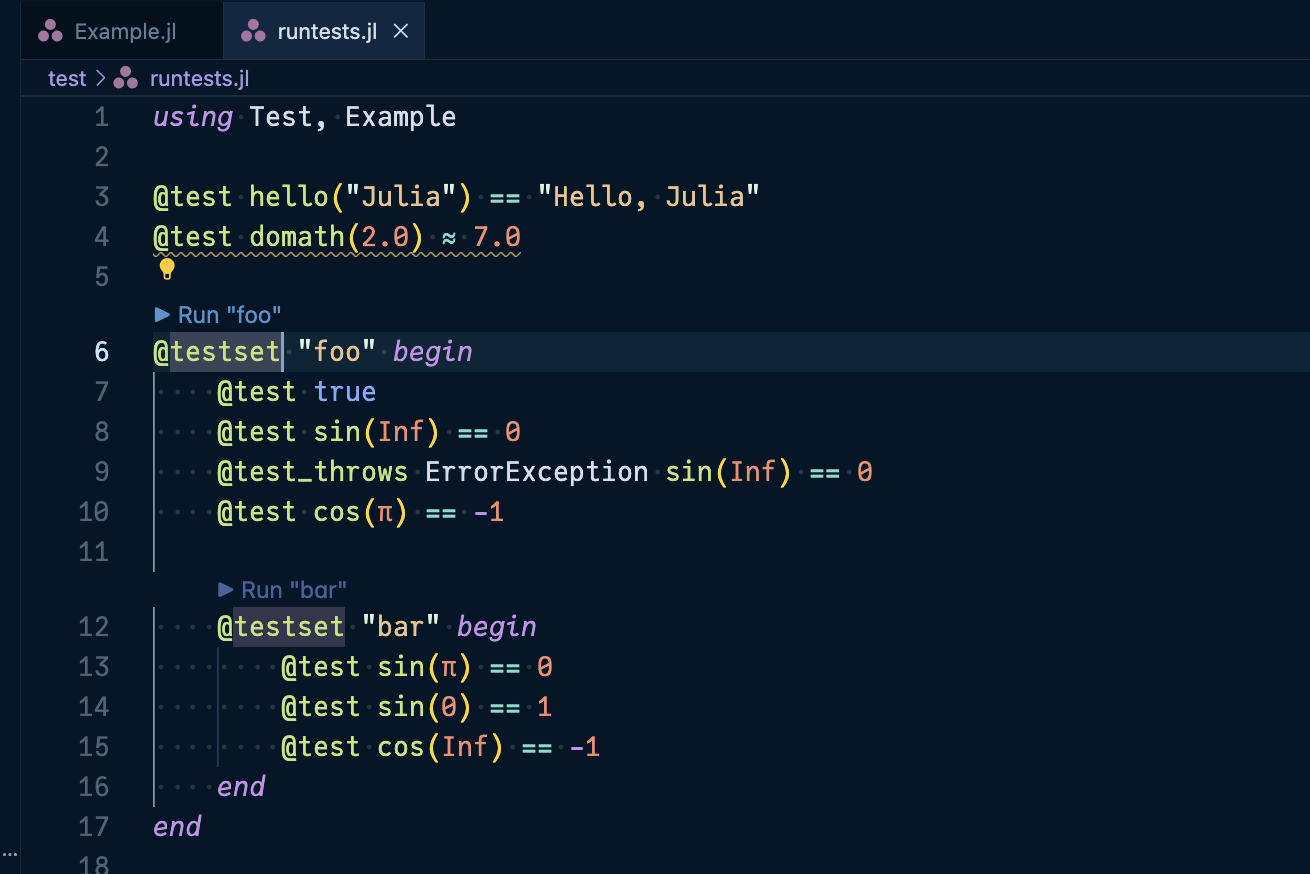 Example.jl runtests.jl
test > runtests.jl
1 using Test, Example
2
3 @test hello("Julia") == "Hello, Julia"
4 @test domath(2.0) ≈ 7.0
5
Run "foo"
6 @testset "foo" begin
7 @test true
8 @test sin(Inf) == 0
9 @test_throws ErrorException sin(Inf) == 0
10 @test cos(π) == -1
11
Run "bar"
12 @testset "bar" begin
13 @test sin(π) == 0
14 @test sin(0) == 1
15 @test cos(Inf) == -1
16 end
17 end
18